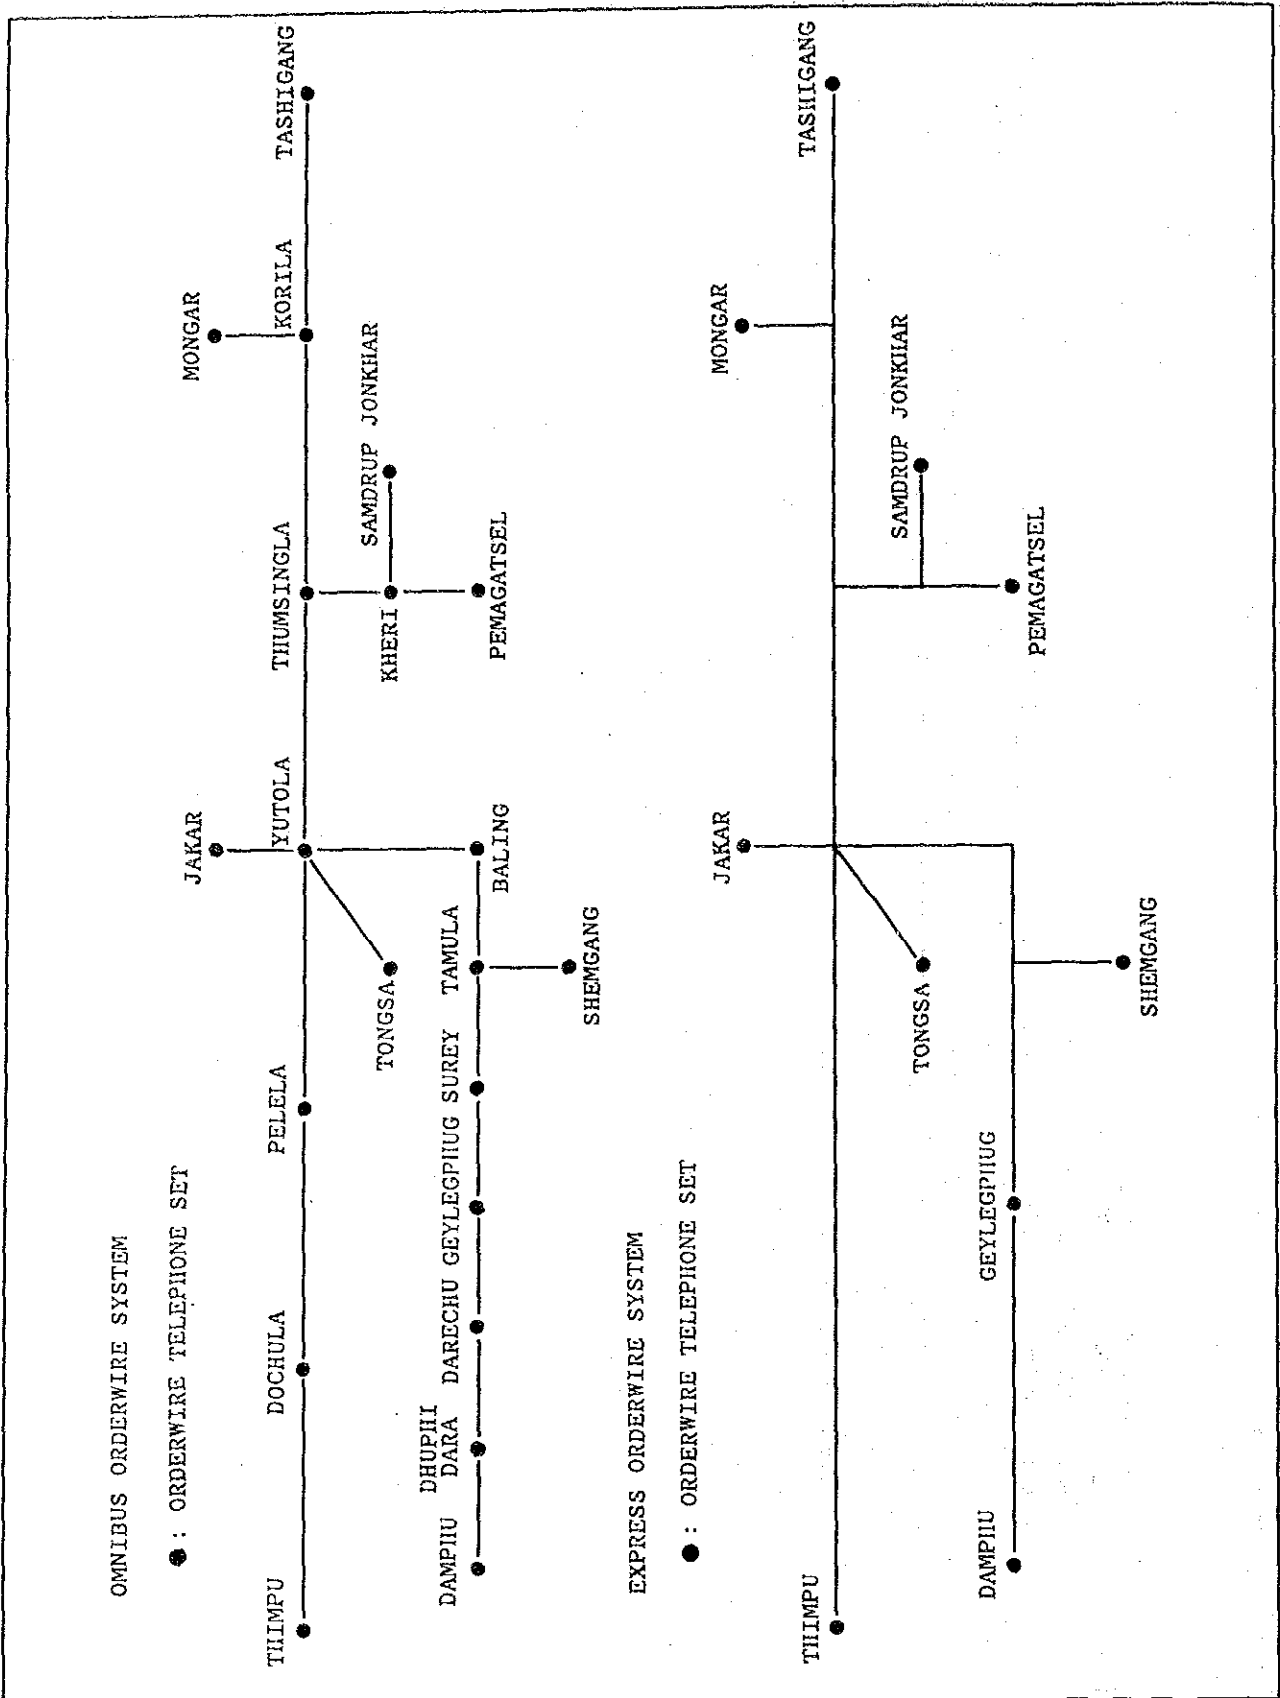 OMNIBUS ORDERWIRE SYSTEM
● : ORDERWIRE TELEPHONE SET
MONGAR
JAKAR
THIMPU DOCHULA PELELA YUTOLA THUMSINGLA KORILA TASHIGANG
SAMDRUP JONKHAR
TONGSA
KHERI
DHUPHI
DAMPHU DARA DARECHU GEYLEGPHUG SUREY TAMULA
BALING
PEMAGATSEL
SHEMGANG
EXPRESS ORDERWIRE SYSTEM
● : ORDERWIRE TELEPHONE SET
JAKAR
MONGAR
THIMPU
TASHIGANG
SAMDRUP JONKHAR
TONGSA
DAMPHU
GEYLEGPHUG
PEMAGATSEL
SHEMGANG